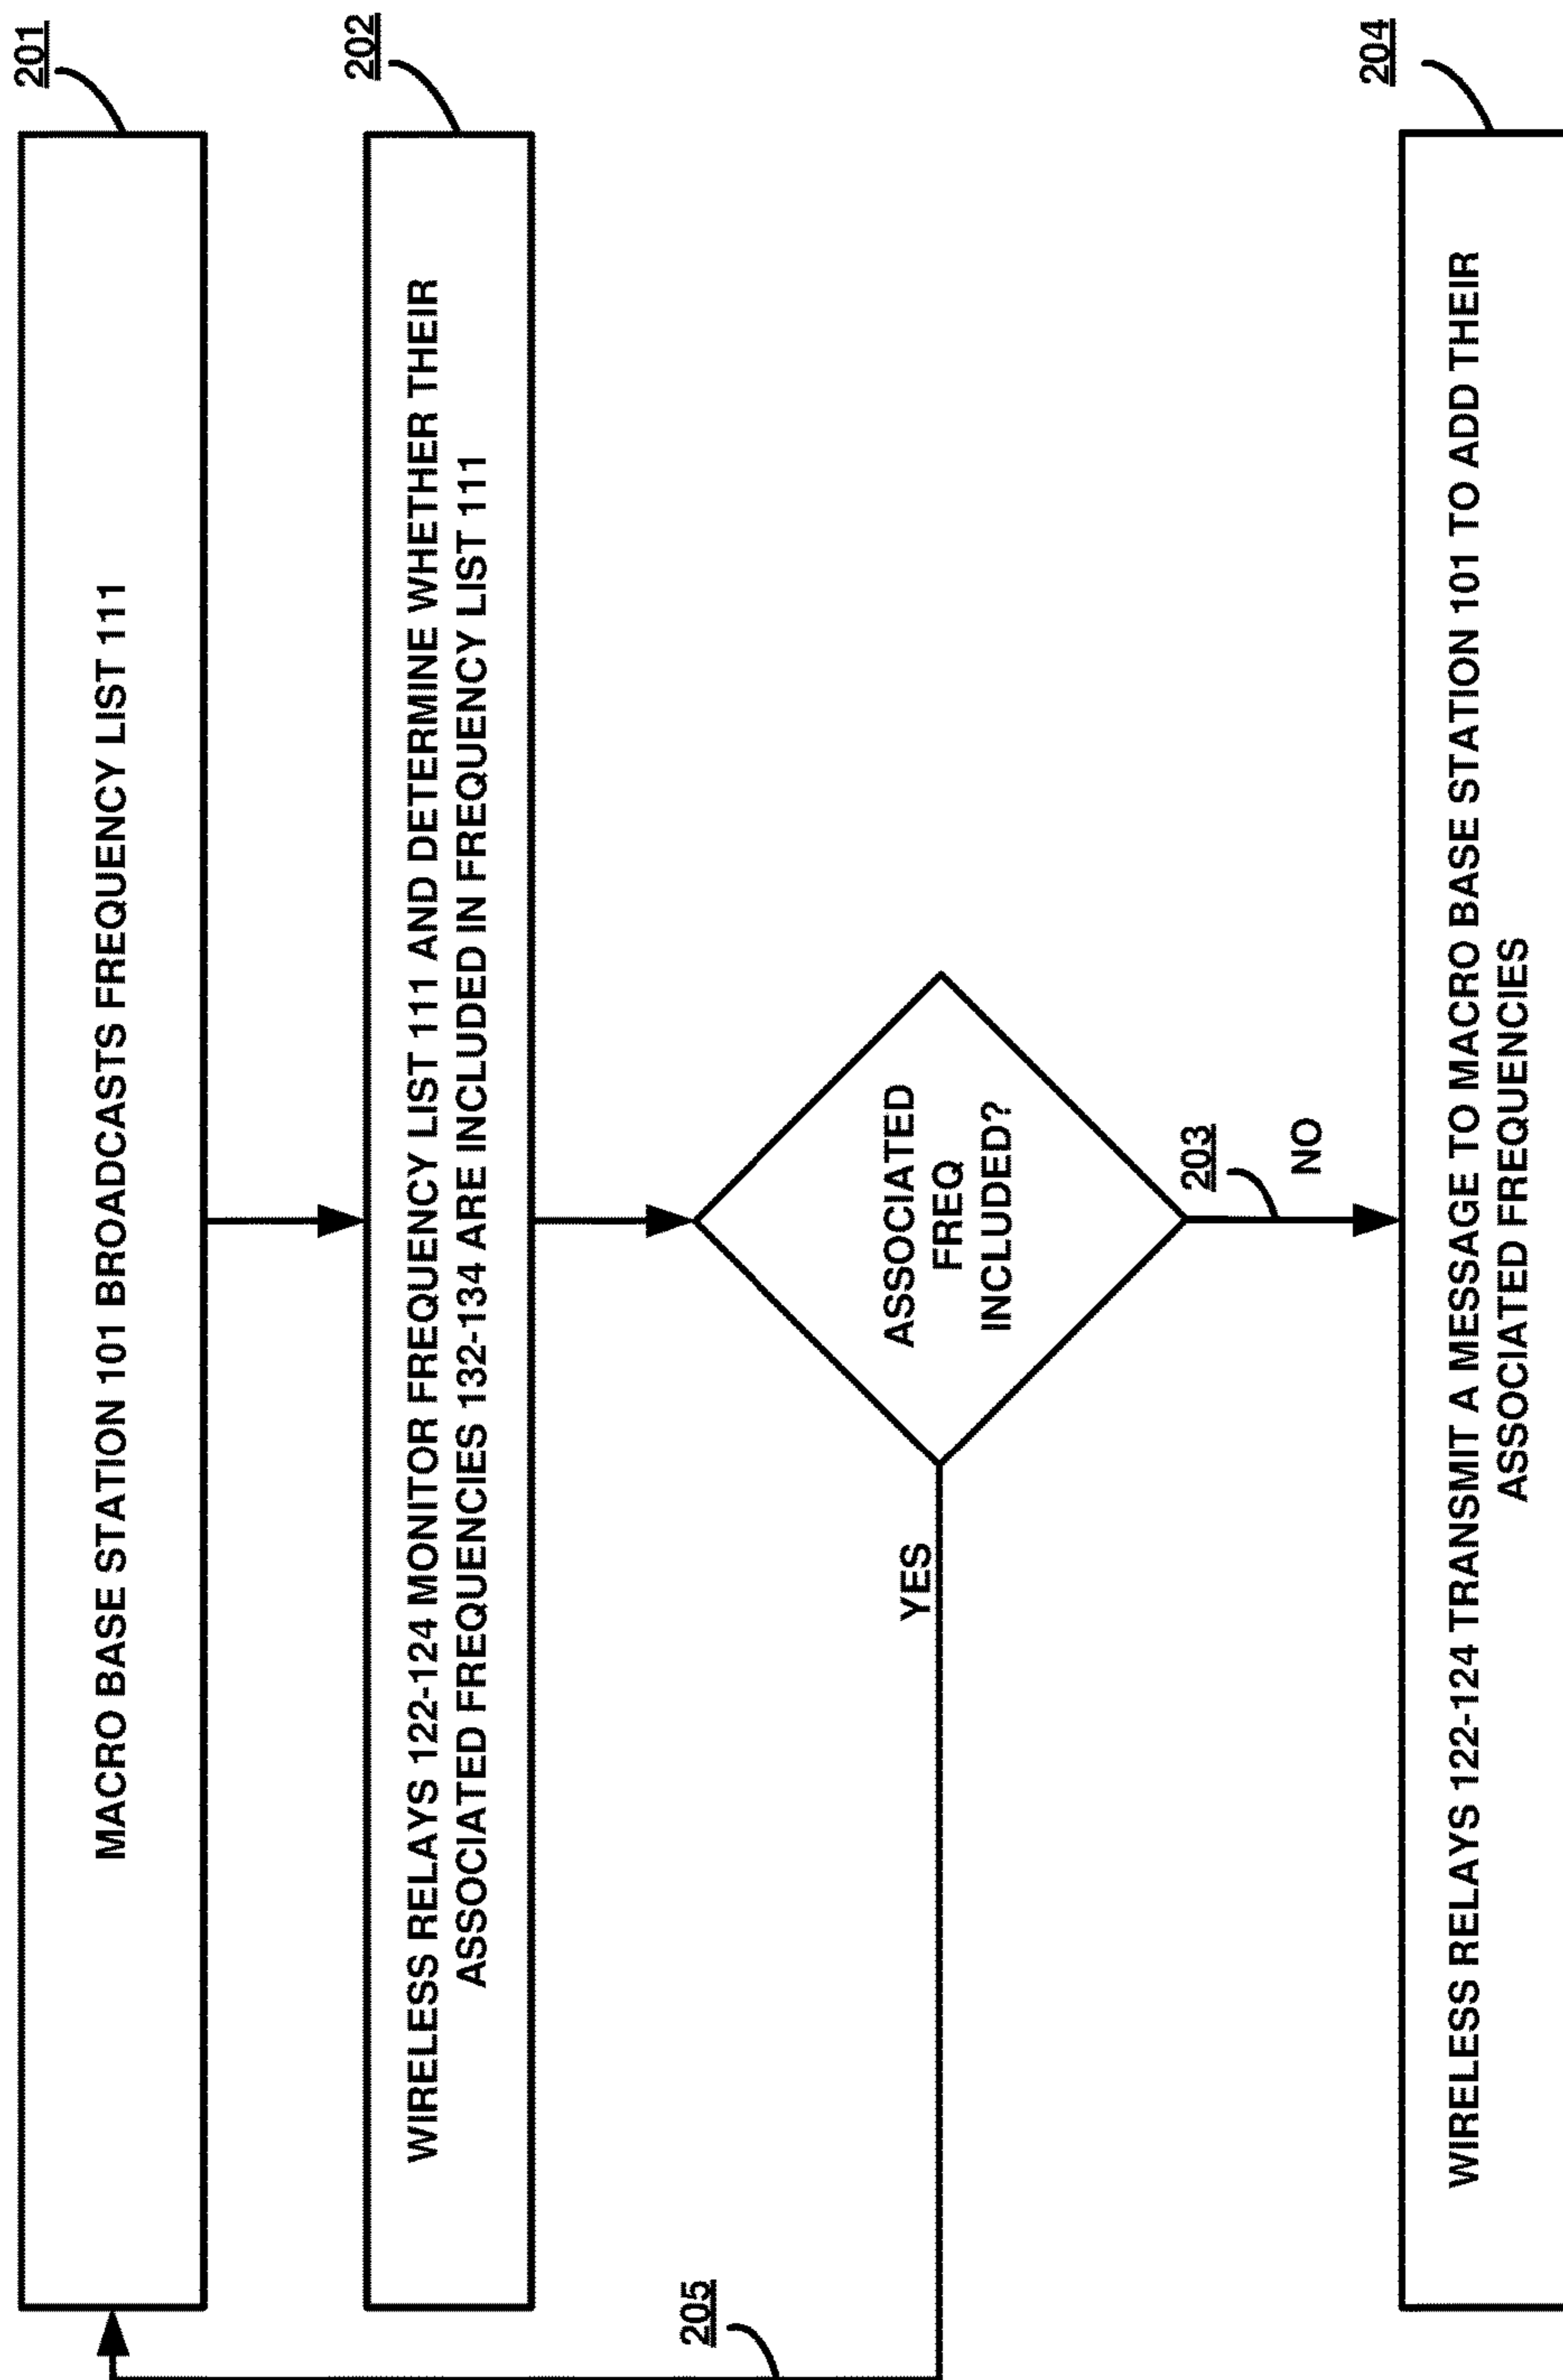 201
MACRO BASE STATION 101 BROADCASTS FREQUENCY LIST 111
202
WIRELESS RELAYS 122-124 MONITOR FREQUENCY LIST 111 AND DETERMINE WHETHER THEIR
ASSOCIATED FREQUENCIES 132-134 ARE INCLUDED IN FREQUENCY LIST 111
205
YES
ASSOCIATED
FREQ
INCLUDED?
203
NO
204
WIRELESS RELAYS 122-124 TRANSMIT A MESSAGE TO MACRO BASE STATION 101 TO ADD THEIR
ASSOCIATED FREQUENCIES